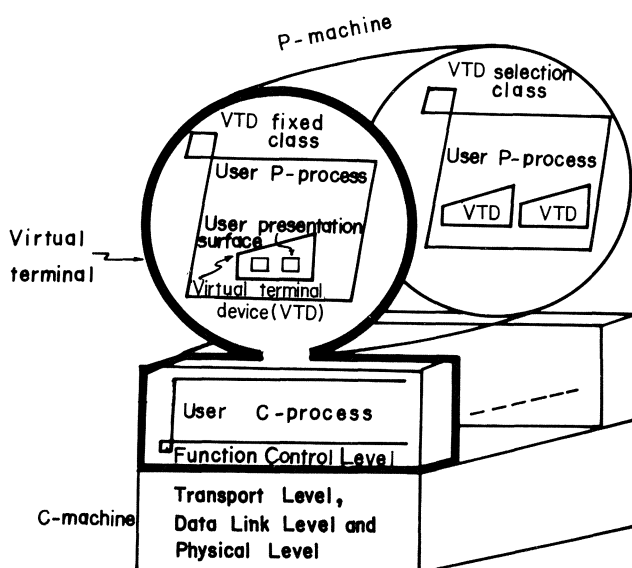 P-machine
VTD selection
class
User P-process
VTD
VTD
VTD fixed
class
User P-process
User presentation
surface
Virtual terminal
device(VTD)
Virtual
terminal
User C-process
Function Control Level
C-machine
Transport Level,
Data Link Level and
Physical Level